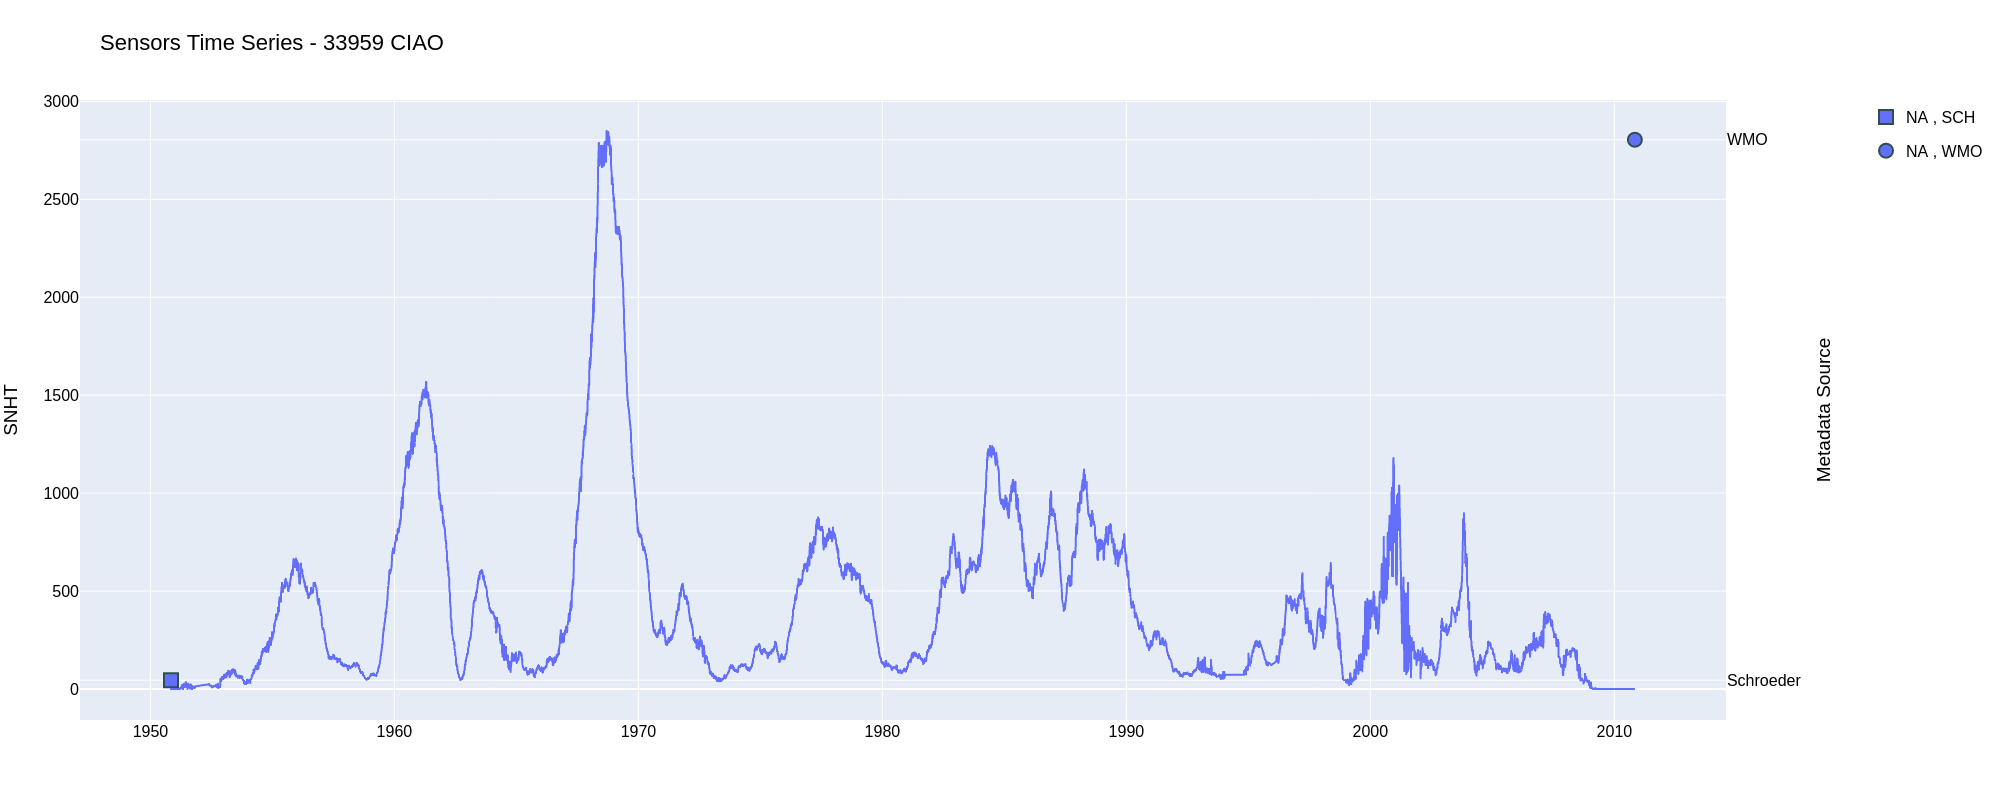 Sensors Time Series - 33959 CIAO
3000
2500
2000
1500
1000
500
0
SNHT
1950
1960
1970
1980
1990
2000
2010
WMO
Schroeder
Metadata Source
NA , SCH
NA , WMO